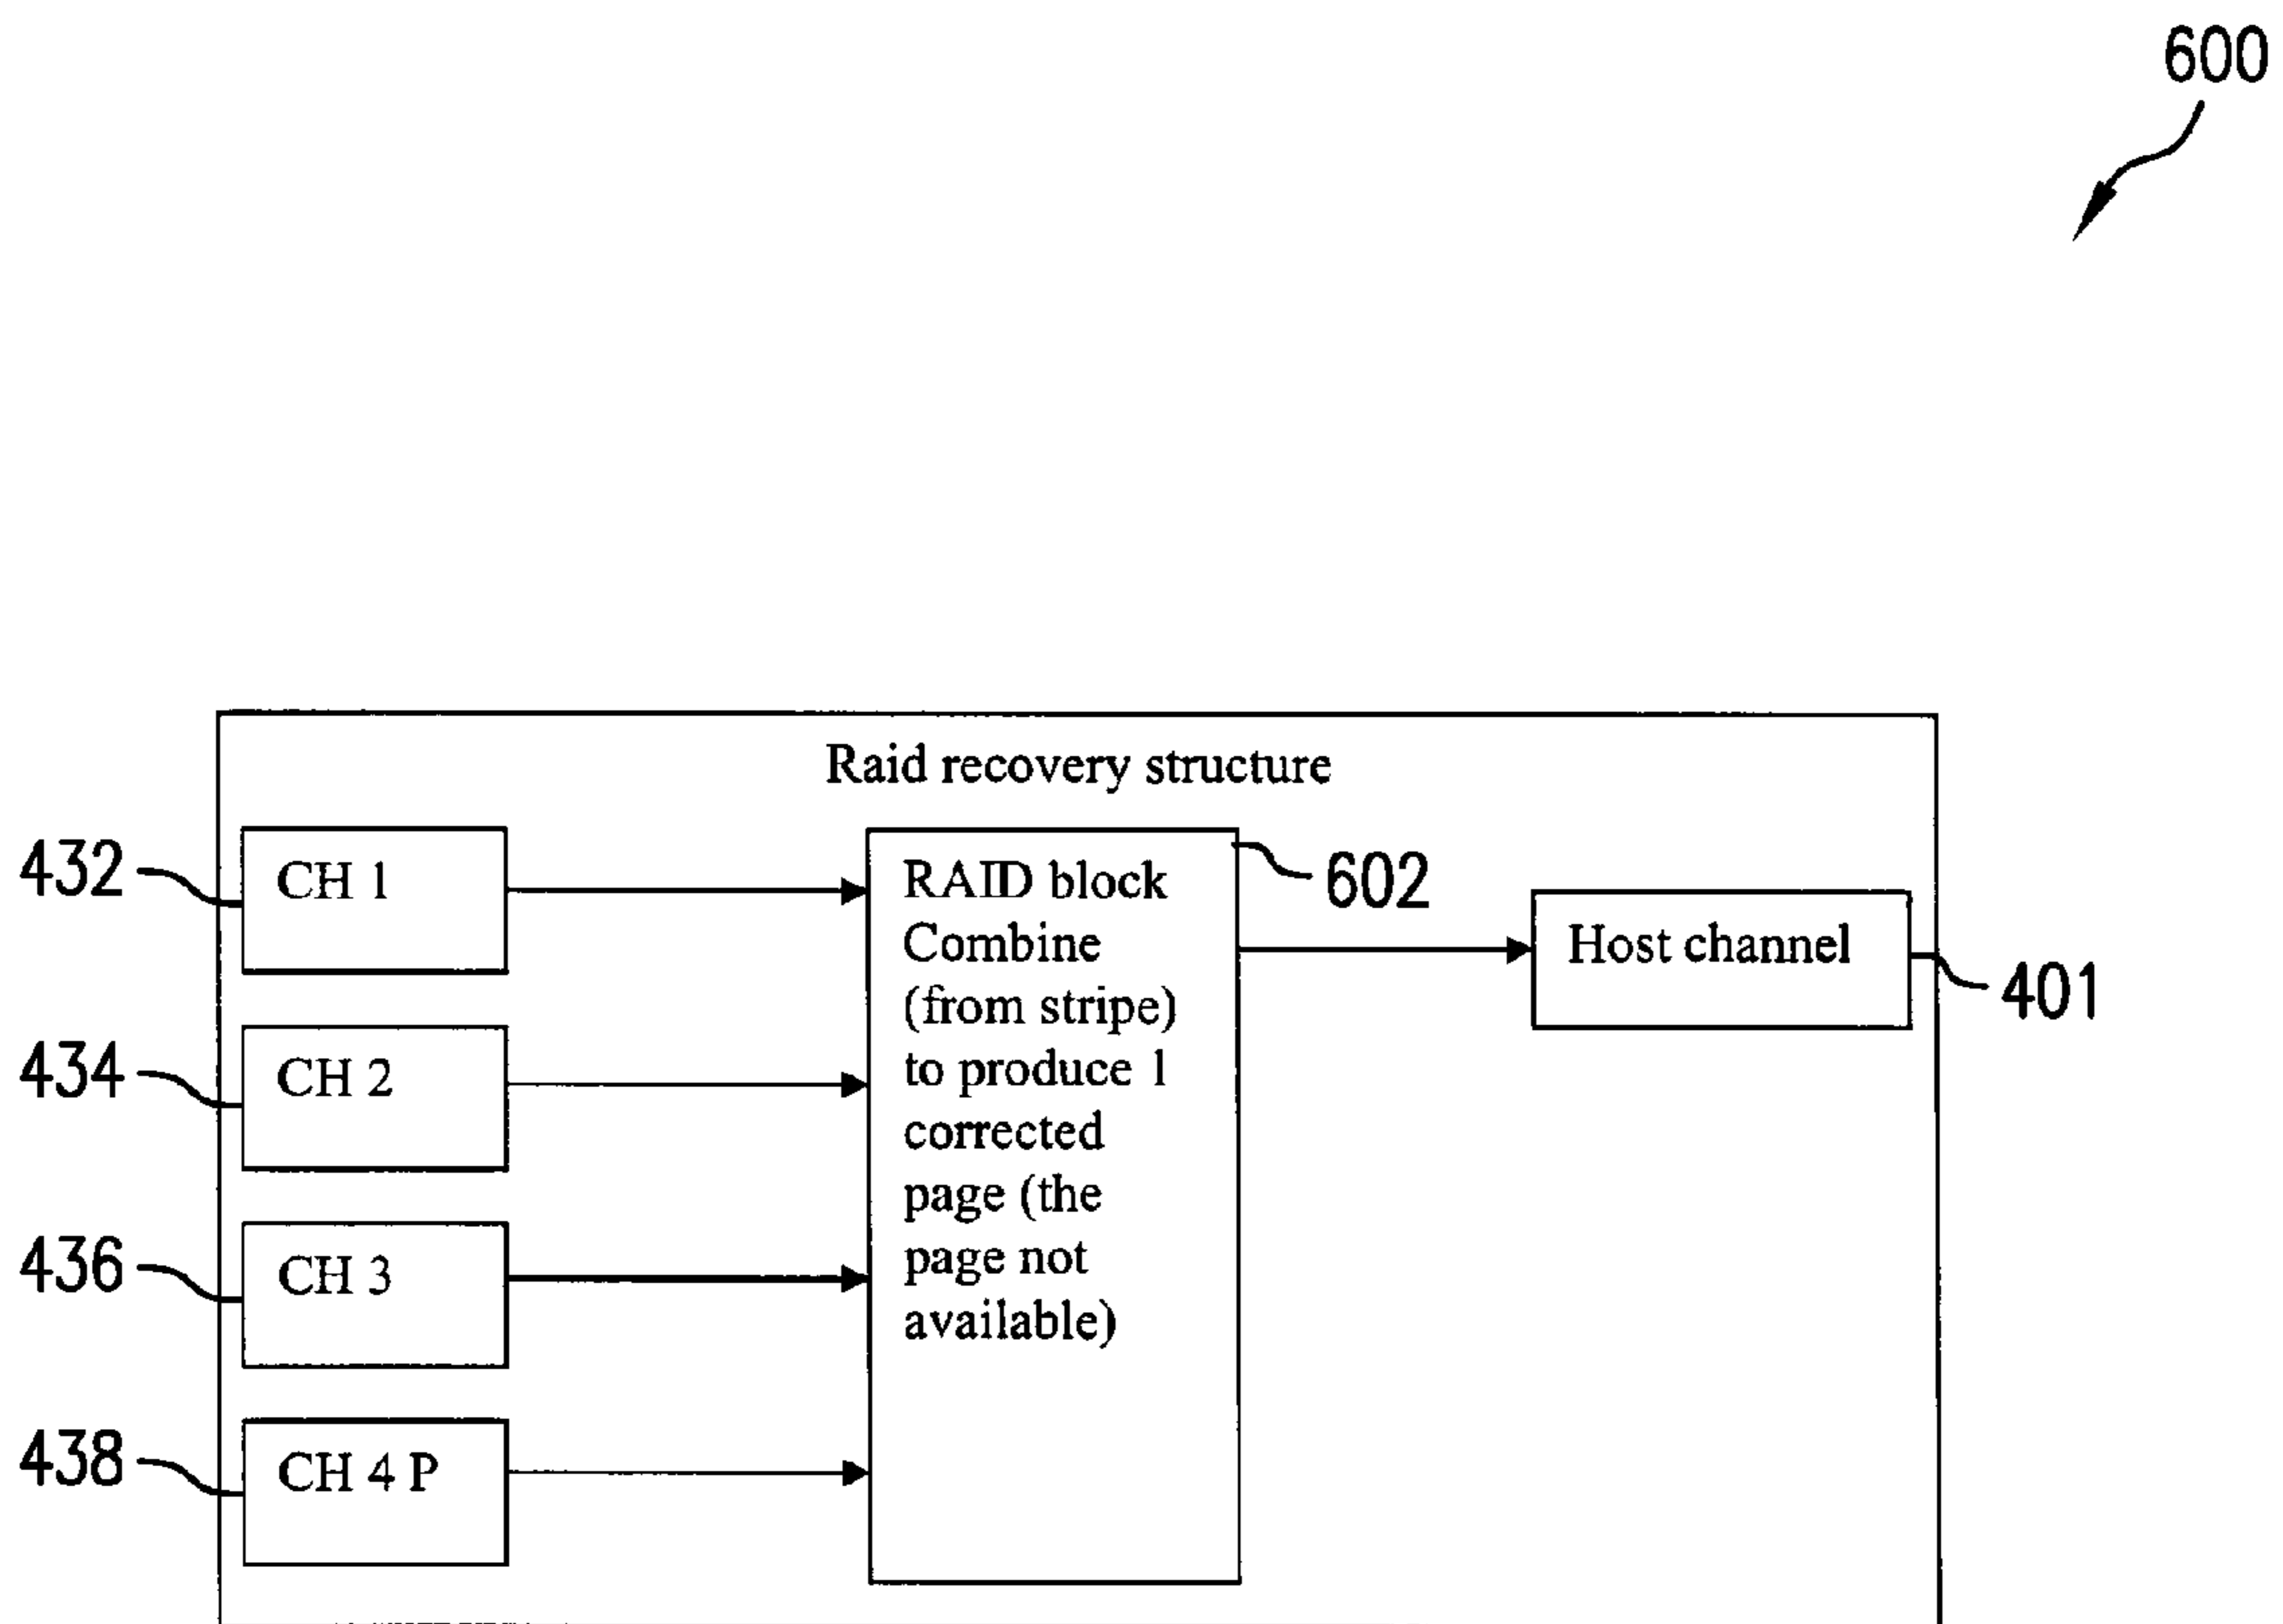 600
Raid recovery structure
432
CH 1
434
CH 2
436
CH 3
438
CH 4 P
RAID block
Combine
(from stripe)
to produce 1
corrected
page (the
page not
available)
602
Host channel
401